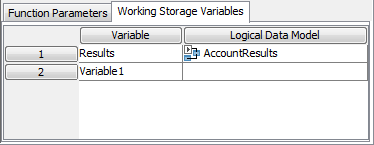 Function Parameters Working Storage Variables
Variable Logical Data Model
1 Results AccountResults
2 Variable1